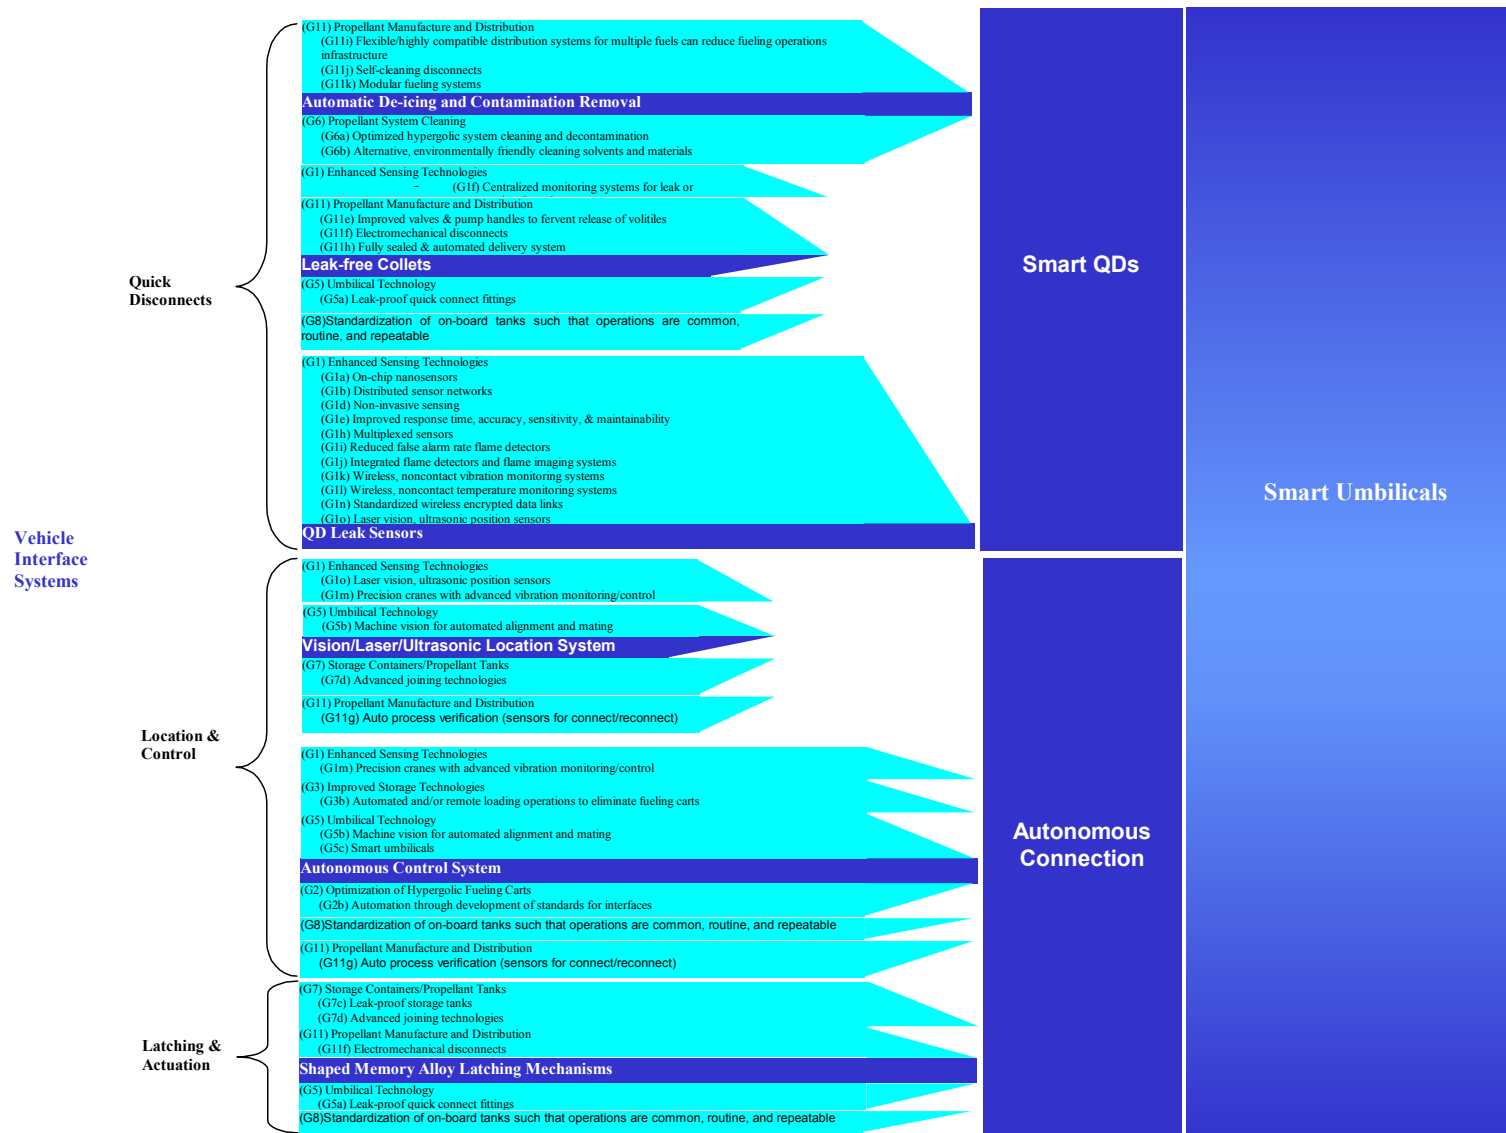 (G11) Propellant Manufacture and Distribution
(G11i) Flexible/highly compatible distribution systems for multiple fuels can reduce fueling operations
infrastructure
(G11j) Self-cleaning disconnects
(G11k) Modular fueling systems
Automatic De-icing and Contamination Removal
(G6) Propellant System Cleaning
(G6a) Optimized hypergolic system cleaning and decontamination
(G6b) Alternative, environmentally friendly cleaning solvents and materials
(G1) Enhanced Sensing Technologies
– (G1f) Centralized monitoring systems for leak or
(G11) Propellant Manufacture and Distribution
(G11e) Improved valves & pump handles to fervent release of volitiles
(G11f) Electromechanical disconnects
(G11h) Fully sealed & automated delivery system
Leak-free Collets
(G5) Umbilical Technology
(G5a) Leak-proof quick connect fittings
(G8)Standardization of on-board tanks such that operations are common,
routine, and repeatable
(G1) Enhanced Sensing Technologies
(G1a) On-chip nanosensors
(G1b) Distributed sensor networks
(G1d) Non-invasive sensing
(G1e) Improved response time, accuracy, sensitivity, & maintainability
(G1h) Multiplexed sensors
(G1i) Reduced false alarm rate flame detectors
(G1j) Integrated flame detectors and flame imaging systems
(G1k) Wireless, noncontact vibration monitoring systems
(G1l) Wireless, noncontact temperature monitoring systems
(G1n) Standardized wireless encrypted data links
(G1o) Laser vision, ultrasonic position sensors
QD Leak Sensors
Quick
Disconnects
Smart QDs
Smart Umbilicals
Vehicle
Interface
Systems
(G1) Enhanced Sensing Technologies
(G1o) Laser vision, ultrasonic position sensors
(G1m) Precision cranes with advanced vibration monitoring/control
(G5) Umbilical Technology
(G5b) Machine vision for automated alignment and mating
Vision/Laser/Ultrasonic Location System
(G7) Storage Containers/Propellant Tanks
(G7d) Advanced joining technologies
(G11) Propellant Manufacture and Distribution
(G11g) Auto process verification (sensors for connect/reconnect)
Location &
Control
(G1) Enhanced Sensing Technologies
(G1m) Precision cranes with advanced vibration monitoring/control
(G3) Improved Storage Technologies
(G3b) Automated and/or remote loading operations to eliminate fueling carts
(G5) Umbilical Technology
(G5b) Machine vision for automated alignment and mating
(G5c) Smart umbilicals
Autonomous Control System
(G2) Optimization of Hypergolic Fueling Carts
(G2b) Automation through development of standards for interfaces
(G8)Standardization of on-board tanks such that operations are common, routine, and repeatable
(G11) Propellant Manufacture and Distribution
(G11g) Auto process verification (sensors for connect/reconnect)
Autonomous
Connection
(G7) Storage Containers/Propellant Tanks
(G7c) Leak-proof storage tanks
(G7d) Advanced joining technologies
(G11) Propellant Manufacture and Distribution
(G11f) Electromechanical disconnects
Shaped Memory Alloy Latching Mechanisms
(G5) Umbilical Technology
(G5a) Leak-proof quick connect fittings
(G8)Standardization of on-board tanks such that operations are common, routine, and repeatable
Latching &
Actuation